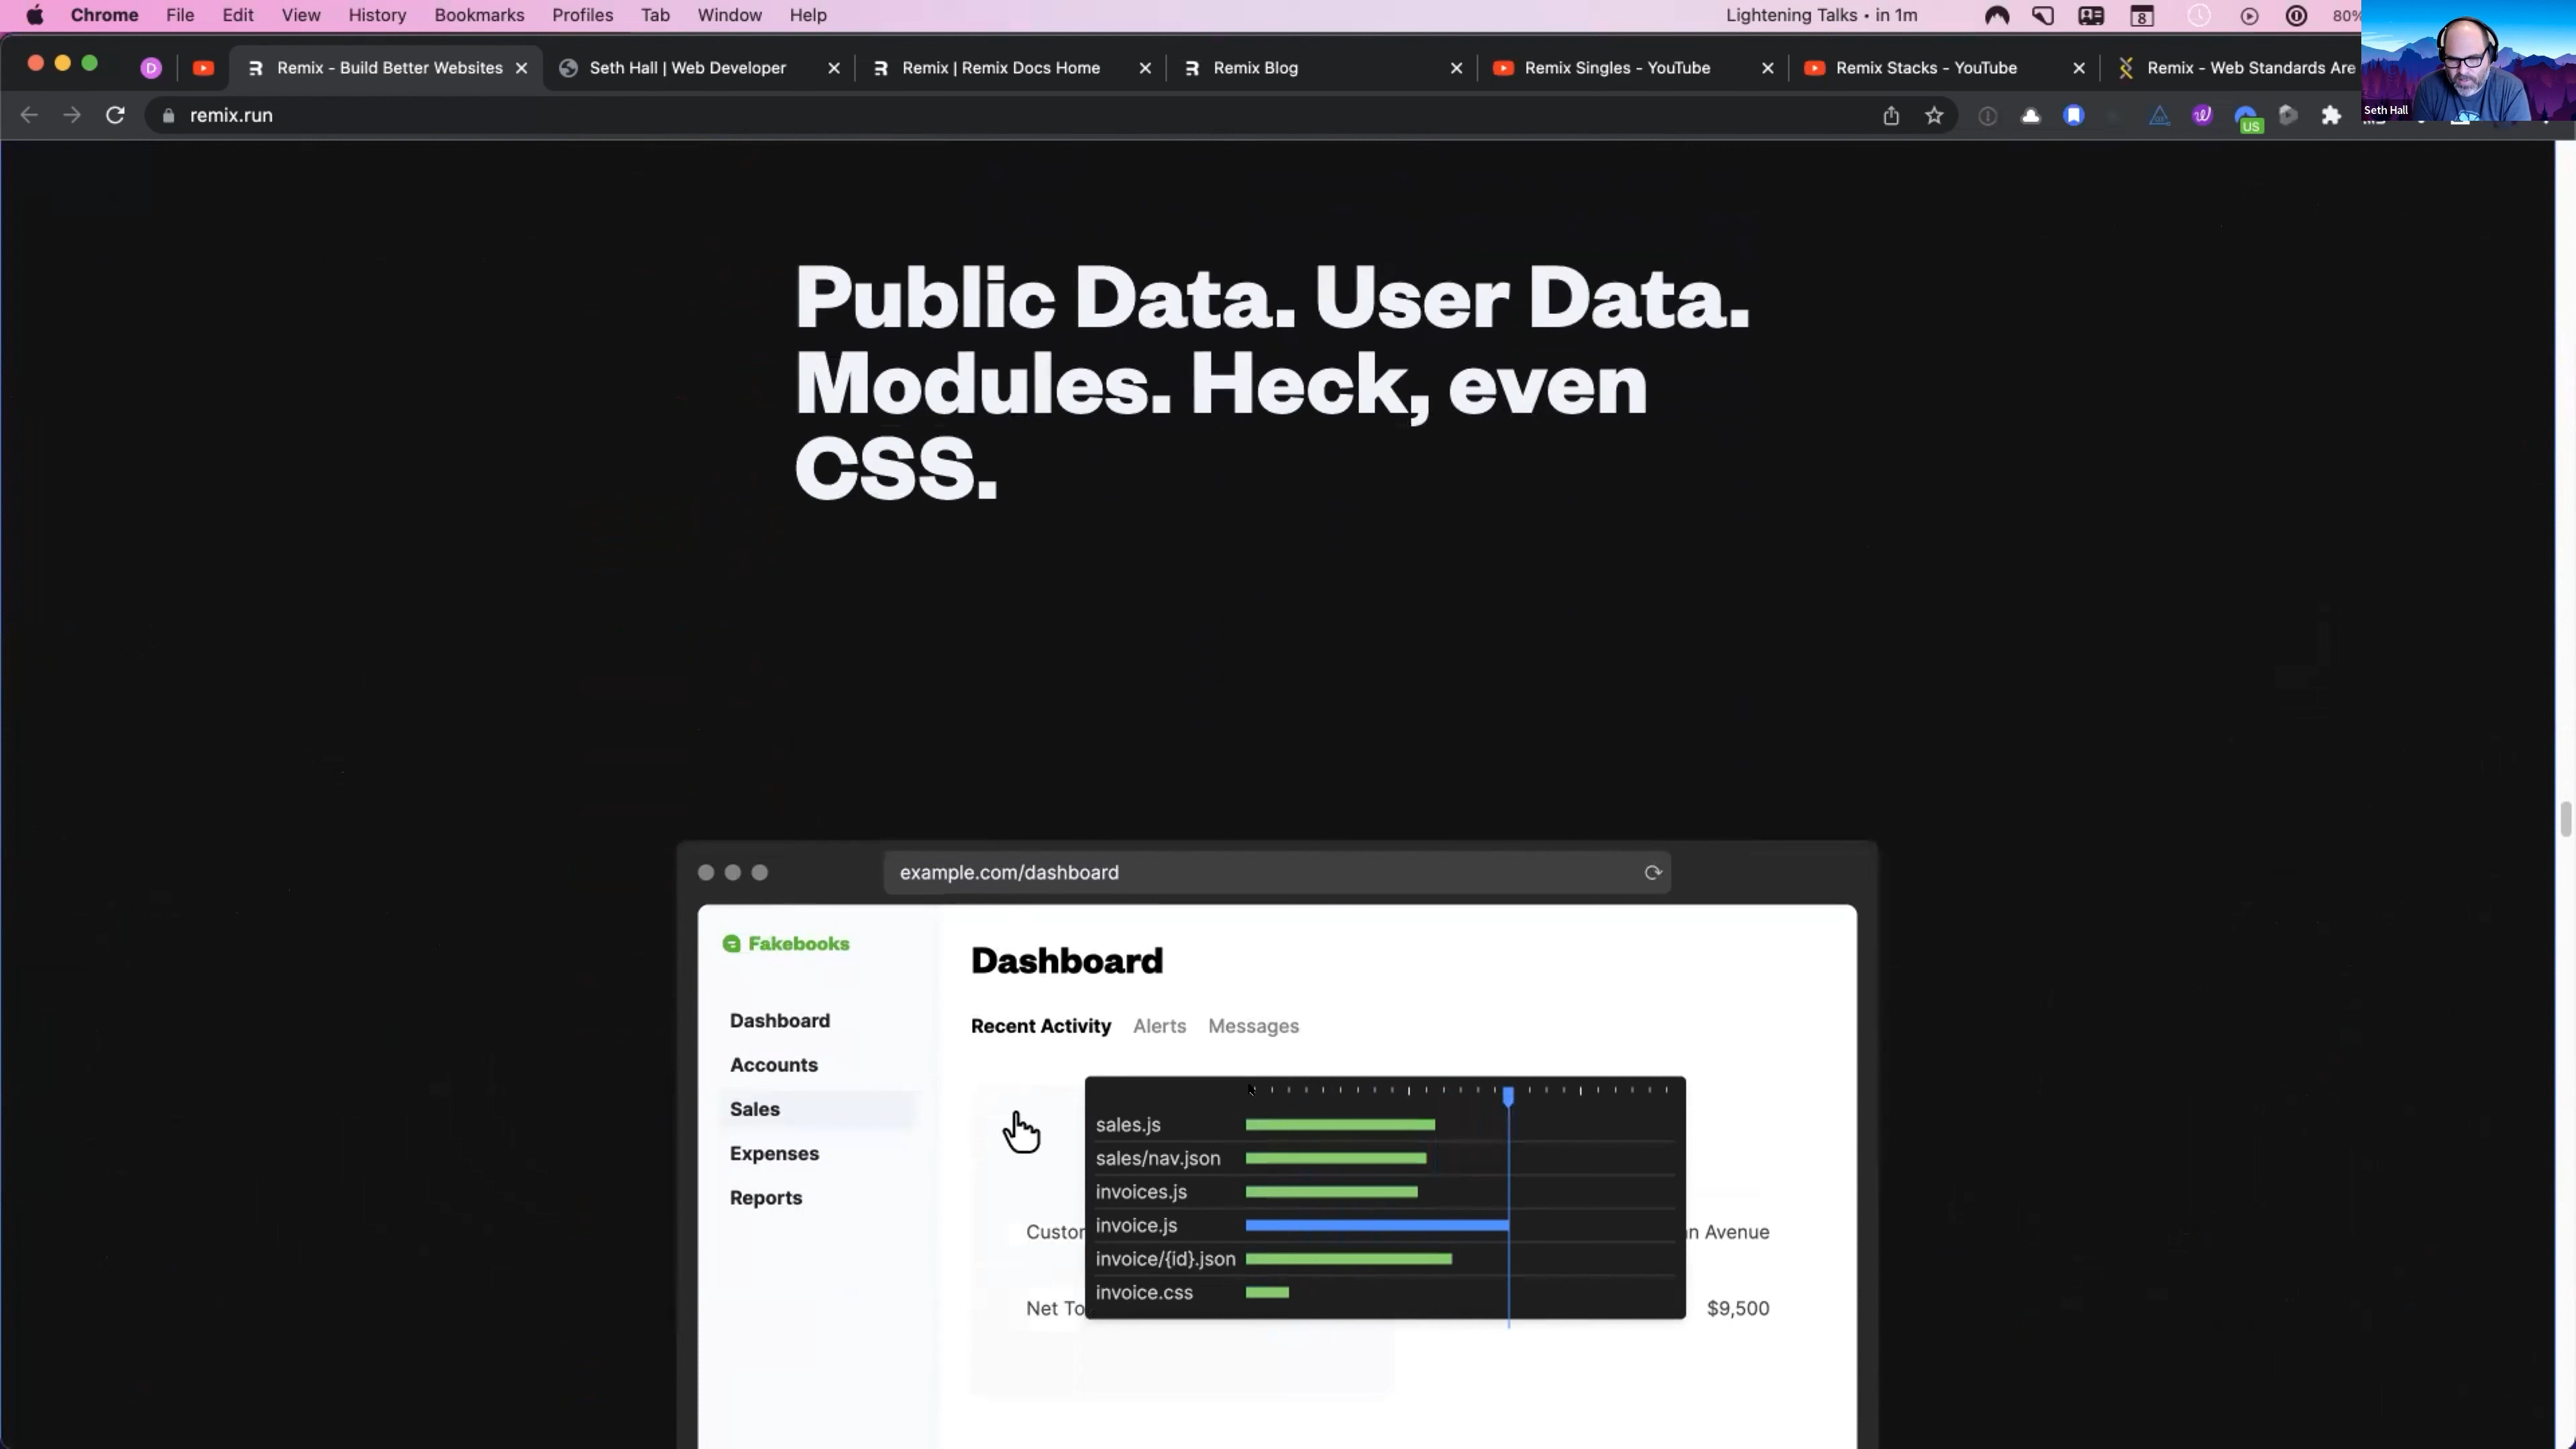 Chrome File Edit View History Bookmarks Profiles Tab Window Help Lightening Talks • in 1m 8 80%
D Remix - Build Better Websites Seth Hall | Web Developer Remix | Remix Docs Home Remix Blog Remix Singles - YouTube Remix Stacks - YouTube Remix - Web Standards Are
remix.run US
Seth Hall
Public Data. User Data.
Modules. Heck, even
CSS.
example.com/dashboard
Fakebooks
Dashboard
Accounts
Sales
Expenses
Reports
Dashboard
Recent Activity Alerts Messages
sales.js
sales/nav.json
invoices.js
invoice.js
invoice/{id}.json
invoice.css
Custor n Avenue
Net To $9,500